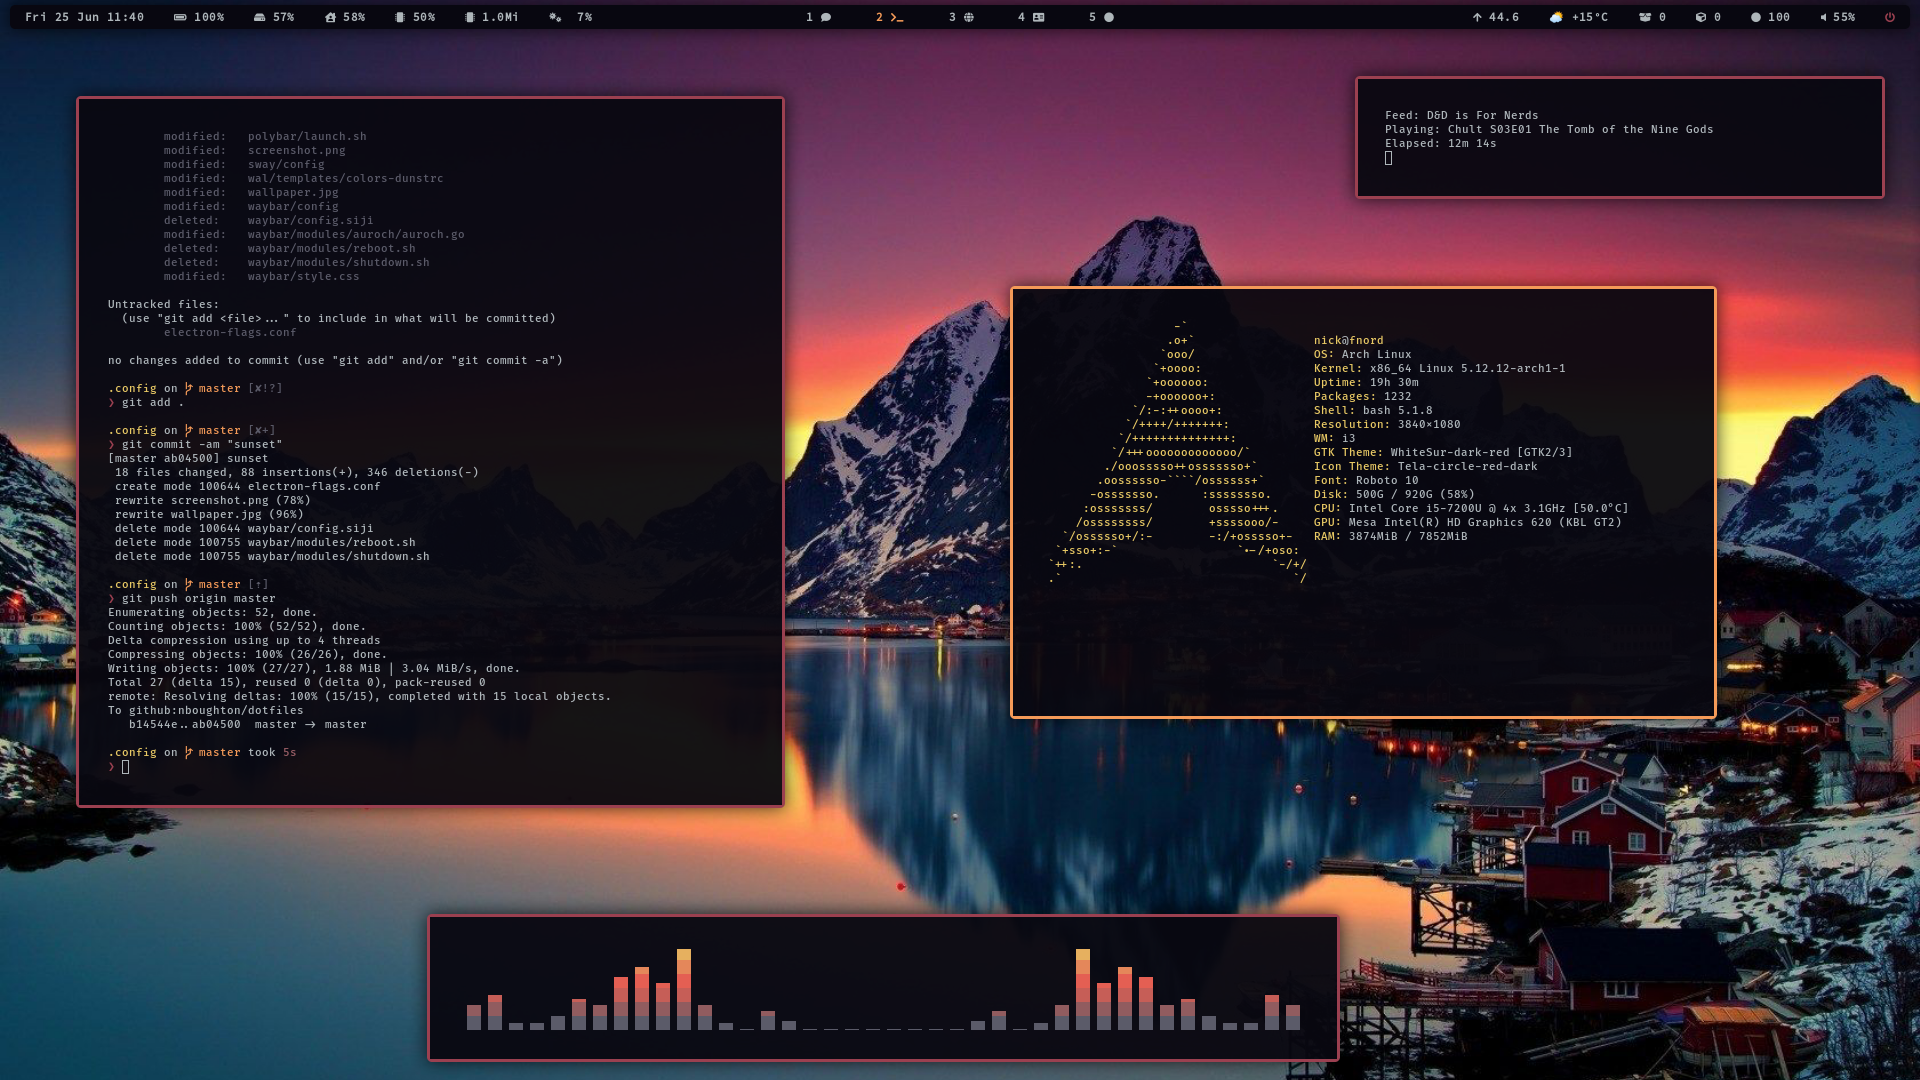 Fri 25 Jun 11:40 100% 57% 58% 50% 1.0Mi 7% 1 2 3 4 5 44.6 +15°C 0 0 100 55%
modified: polybar/launch.sh
modified: screenshot.png
modified: sway/config
modified: wal/templates/colors-dunstrc
modified: wallpaper.jpg
modified: waybar/config
deleted: waybar/config.siji
modified: waybar/modules/auroch/auroch.go
deleted: waybar/modules/reboot.sh
deleted: waybar/modules/shutdown.sh
modified: waybar/style.css
Untracked files:
(use "git add <file>..." to include in what will be committed)
electron-flags.conf
no changes added to commit (use "git add" and/or "git commit -a")
.config on master [✘!?]
❯ git add .
.config on master [✘+]
❯ git commit -am "sunset"
[master ab04500] sunset
18 files changed, 88 insertions(+), 346 deletions(-)
create mode 100644 electron-flags.conf
rewrite screenshot.png (78%)
rewrite wallpaper.jpg (96%)
delete mode 100644 waybar/config.siji
delete mode 100755 waybar/modules/reboot.sh
delete mode 100755 waybar/modules/shutdown.sh
.config on master [↑]
❯ git push origin master
Enumerating objects: 52, done.
Counting objects: 100% (52/52), done.
Delta compression using up to 4 threads
Compressing objects: 100% (26/26), done.
Writing objects: 100% (27/27), 1.88 MiB | 3.04 MiB/s, done.
Total 27 (delta 15), reused 0 (delta 0), pack-reused 0
remote: Resolving deltas: 100% (15/15), completed with 15 local objects.
To github:nboughton/dotfiles
b14544e..ab04500 master -> master
.config on master took 5s
❯
Feed: D&D is For Nerds
Playing: Chult S03E01 The Tomb of the Nine Gods
Elapsed: 12m 14s
nick@fnord
OS: Arch Linux
Kernel: x86_64 Linux 5.12.12-arch1-1
Uptime: 19h 30m
Packages: 1232
Shell: bash 5.1.8
Resolution: 3840×1080
WM: i3
GTK Theme: WhiteSur-dark-red [GTK2/3]
Icon Theme: Tela-circle-red-dark
Font: Roboto 10
Disk: 500G / 920G (58%)
CPU: Intel Core i5-7200U @ 4x 3.1GHz [50.0°C]
GPU: Mesa Intel(R) HD Graphics 620 (KBL GT2)
RAM: 3874MiB / 7852MiB